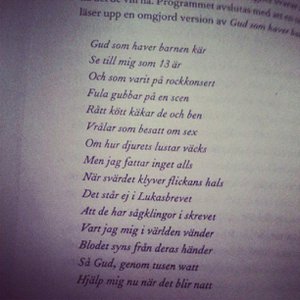 vill ha. Programmet avslutas med att en
läser upp en omgjord version av Gud som haver bar
Gud som haver barnen kär
Se till mig som 13 är
Och som varit på rockkonsert
Fula gubbar på en scen
Rått kött käkar de och ben
Vrålar som besatt om sex
Om hur djurets lustar väcks
Men jag fattar inget alls
När svärdet klyver flickans hals
Det står ej i Lukasbrevet
Att de har sågklingor i skrevet
Vart jag mig i världen vänder
Blodet syns från deras händer
Så Gud, genom tusen watt
Hjälp mig nu när det blir natt